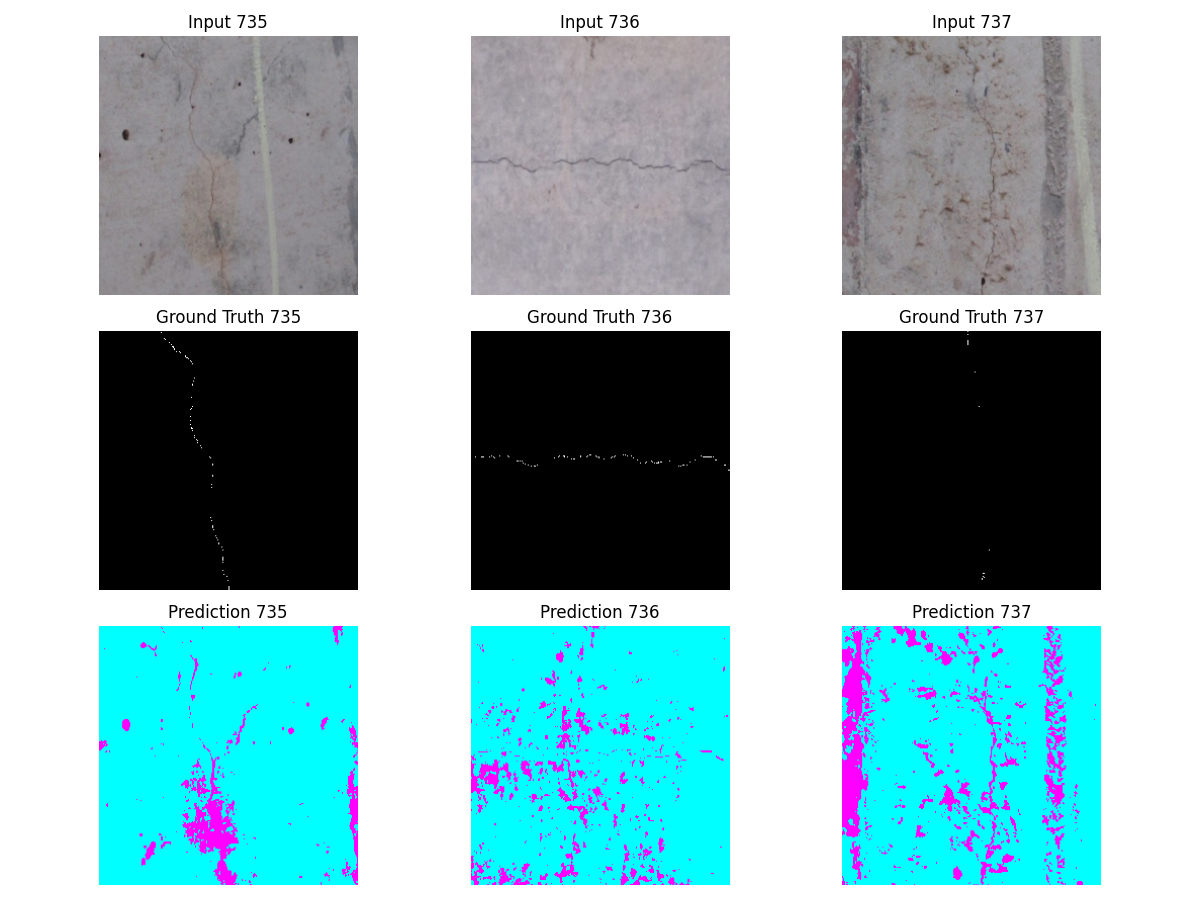 Input 735
Input 736
Input 737
Ground Truth 735
Ground Truth 736
Ground Truth 737
Prediction 735
Prediction 736
Prediction 737